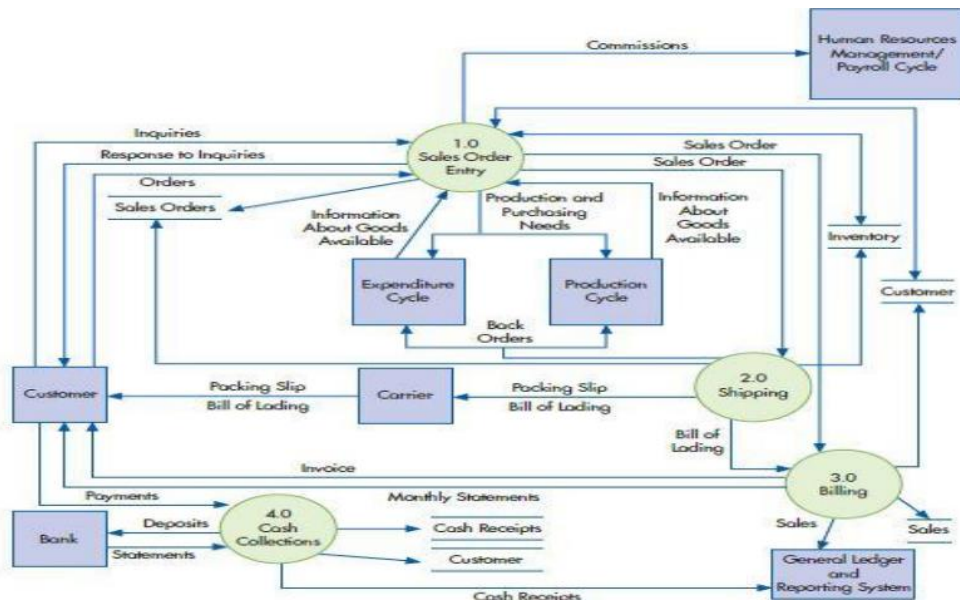 Commissions
Human Resources
Management/
Payroll Cycle
Inquiries
1.0
Sales Order
Entry
Sales Order
Response to Inquiries
Sales Order
Orders
Sales Orders
Information
About Goods
Available
Production and
Purchasing
Needs
Information
About
Goods
Available
Inventory
Expenditure
Cycle
Production
Cycle
Customer
Back
Orders
Customer
Packing Slip
Bill of Lading
Carrier
Packing Slip
Bill of Lading
2.0
Shipping
Bill of
Lading
Invoice
3.0
Billing
Payments
Monthly Statements
4.0
Cash
Collections
Bank
Deposits
Statements
Cash Receipts
Customer
Sales
Sales
General Ledger
and
Reporting System
Cash Receipts